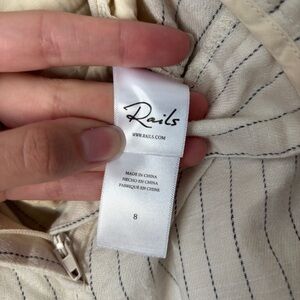 Rails
WWW.RAILS.COM
MADE IN CHINA
HECHO EN CHINA
FABRIQUÉ EN CHINE
8